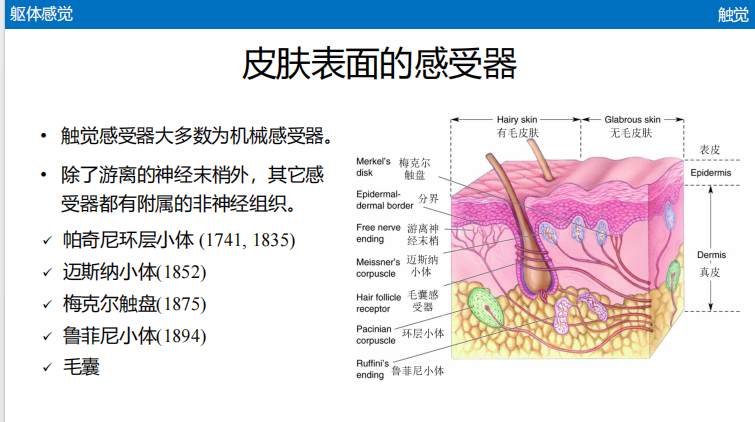 躯体感觉
触觉
皮肤表面的感受器
• 触觉感受器大多数为机械感受器。
• 除了游离的神经末梢外，其它感
受器都有附属的非神经组织。
✓ 帕奇尼环层小体 (1741, 1835)
✓ 迈斯纳小体(1852)
✓ 梅克尔触盘(1875)
✓ 鲁菲尼小体(1894)
✓ 毛囊
Hairy skin
有毛皮肤
Glabrous skin
无毛皮肤
Merkel's
disk
梅克尔
触盘
Epidermal-
dermal border
分界
Free nerve
ending
游离神
经末梢
Meissner's
corpuscle
迈斯纳
小体
Hair follicle
receptor
毛囊感
受器
Pacinian
corpuscle
环层小体
Ruffini's
ending
鲁菲尼小体
表皮
Epidermis
Dermis
真皮